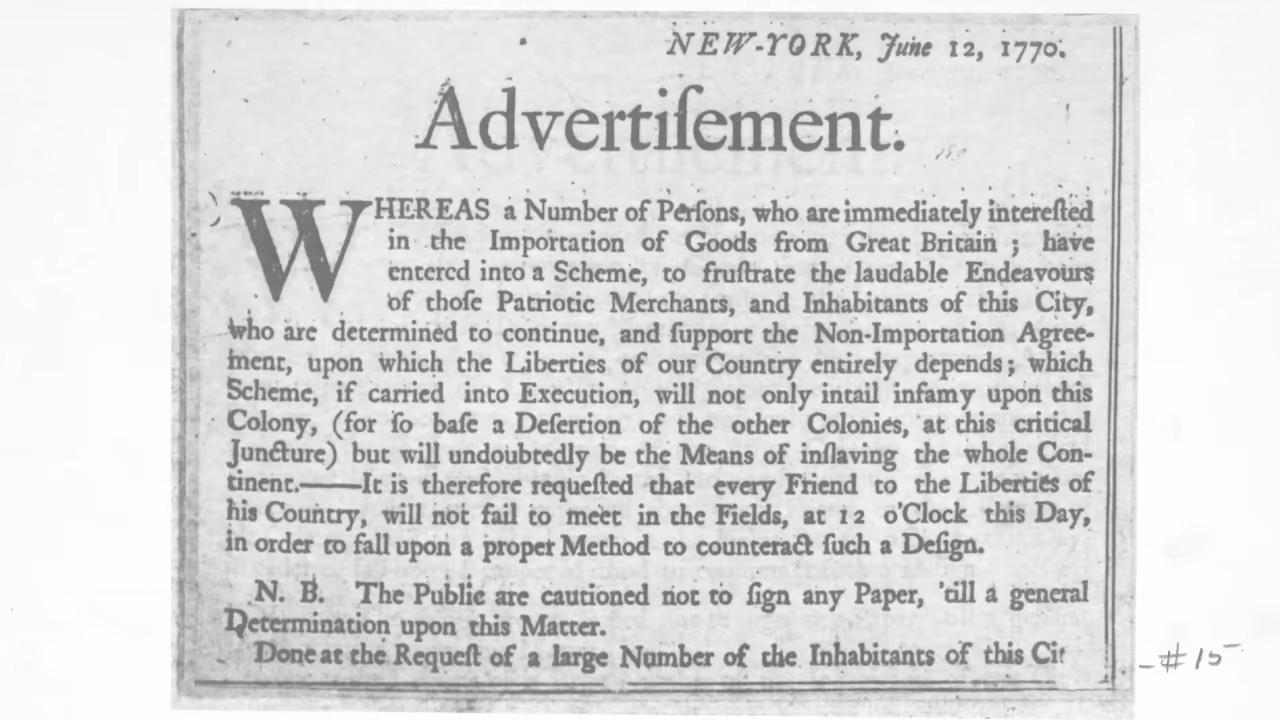 NEW-YORK, June 12, 1770.
Advertiſement.
150
WHEREAS a Number of Perſons, who are immediately intereſted
in the Importation of Goods from Great Britain ; have
entered into a Scheme, to fruſtrate the laudable Endeavours
of thoſe Patriotic Merchants, and Inhabitants of this City,
who are determined to continue, and ſupport the Non-Importation Agree-
ment, upon which the Liberties of our Country entirely depends ; which
Scheme, if carried into Execution, will not only intail infamy upon this
Colony, (for ſo baſe a Deſertion of the other Colonies, at this critical
Juncture) but will undoubtedly be the Means of inſlaving the whole Con-
tinent.——It is therefore requeſted that every Friend to the Liberties of
his Country, will not fail to meet in the Fields, at 12 o'Clock this Day,
in order to fall upon a proper Method to counteract ſuch a Deſign.
N. B. The Public are cautioned not to ſign any Paper, 'till a general
Determination upon this Matter.
Done at the Requeſt of a large Number of the Inhabitants of this Cit
-#15